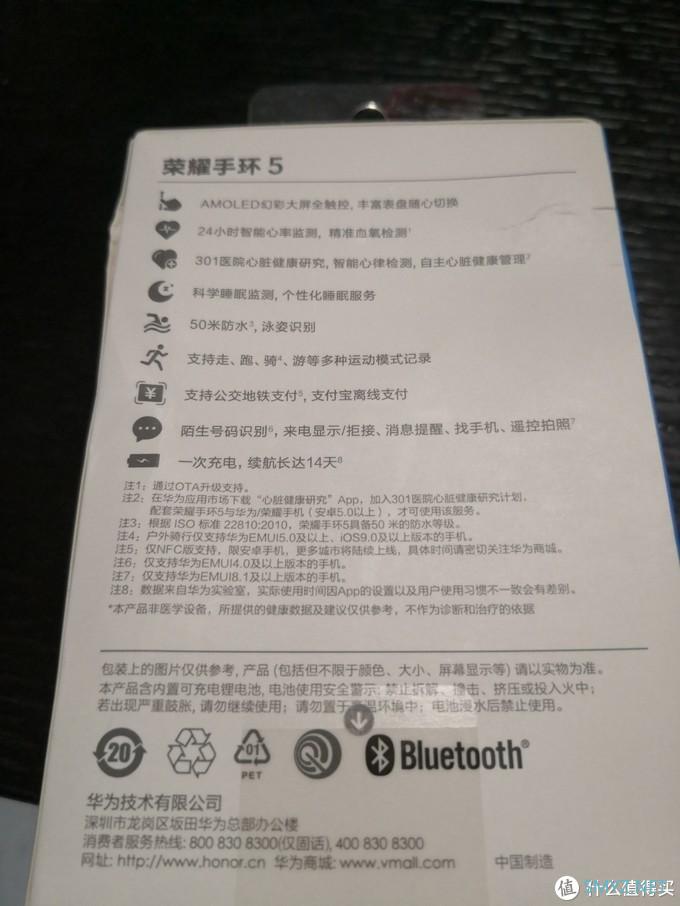 荣耀手环 5
AMOLED幻彩大屏全触控, 丰富表盘随心切换
24小时智能心率监测, 精准血氧检测¹
301医院心脏健康研究, 智能心律检测, 自主心脏健康管理²
科学睡眠监测, 个性化睡眠服务
50米防水³, 泳姿识别
支持走、跑、骑⁴、游等多种运动模式记录
支持公交地铁支付⁵, 支付宝离线支付
陌生号码识别⁶, 来电显示/拒接、消息提醒、找手机、遥控拍照⁷
一次充电, 续航长达14天⁸
注1: 通过OTA升级支持。
注2: 在华为应用市场下载“心脏健康研究”App, 加入301医院心脏健康研究计划,
配套荣耀手环5与华为/荣耀手机 (安卓5.0以上), 才可使用该服务。
注3: 根据 ISO 标准 22810:2010, 荣耀手环5具备50 米的防水等级。
注4: 户外骑行仅支持华为EMUI5.0及以上、iOS9.0及以上版本的手机。
注5: 仅NFC版支持, 限安卓手机, 更多城市将陆续上线, 具体时间请密切关注华为商城。
注6: 仅支持华为EMUI4.0及以上版本的手机。
注7: 仅支持华为EMUI8.1及以上版本的手机。
注8: 数据来自华为实验室, 实际使用时间因App的设置以及用户使用习惯不一致会有差别。
*本产品非医学设备, 所提供的健康数据及建议仅供参考, 不作为诊断和治疗的依据
包装上的图片仅供参考, 产品 (包括但不限于颜色、大小、屏幕显示等) 请以实物为准。
本产品含内置可充电锂电池, 电池使用安全警示: 禁止拆解、撞击、挤压或投入火中;
若出现严重鼓胀, 请勿继续使用; 请勿置于高温环境中; 电池浸水后禁止使用。
20
01
PET
Bluetooth®
华为技术有限公司
深圳市龙岗区坂田华为总部办公楼
消费者服务热线: 800 830 8300(仅固话), 400 830 8300
网址: http://www.honor.cn 华为商城: www.vmall.com
中国制造
值 什么值得买